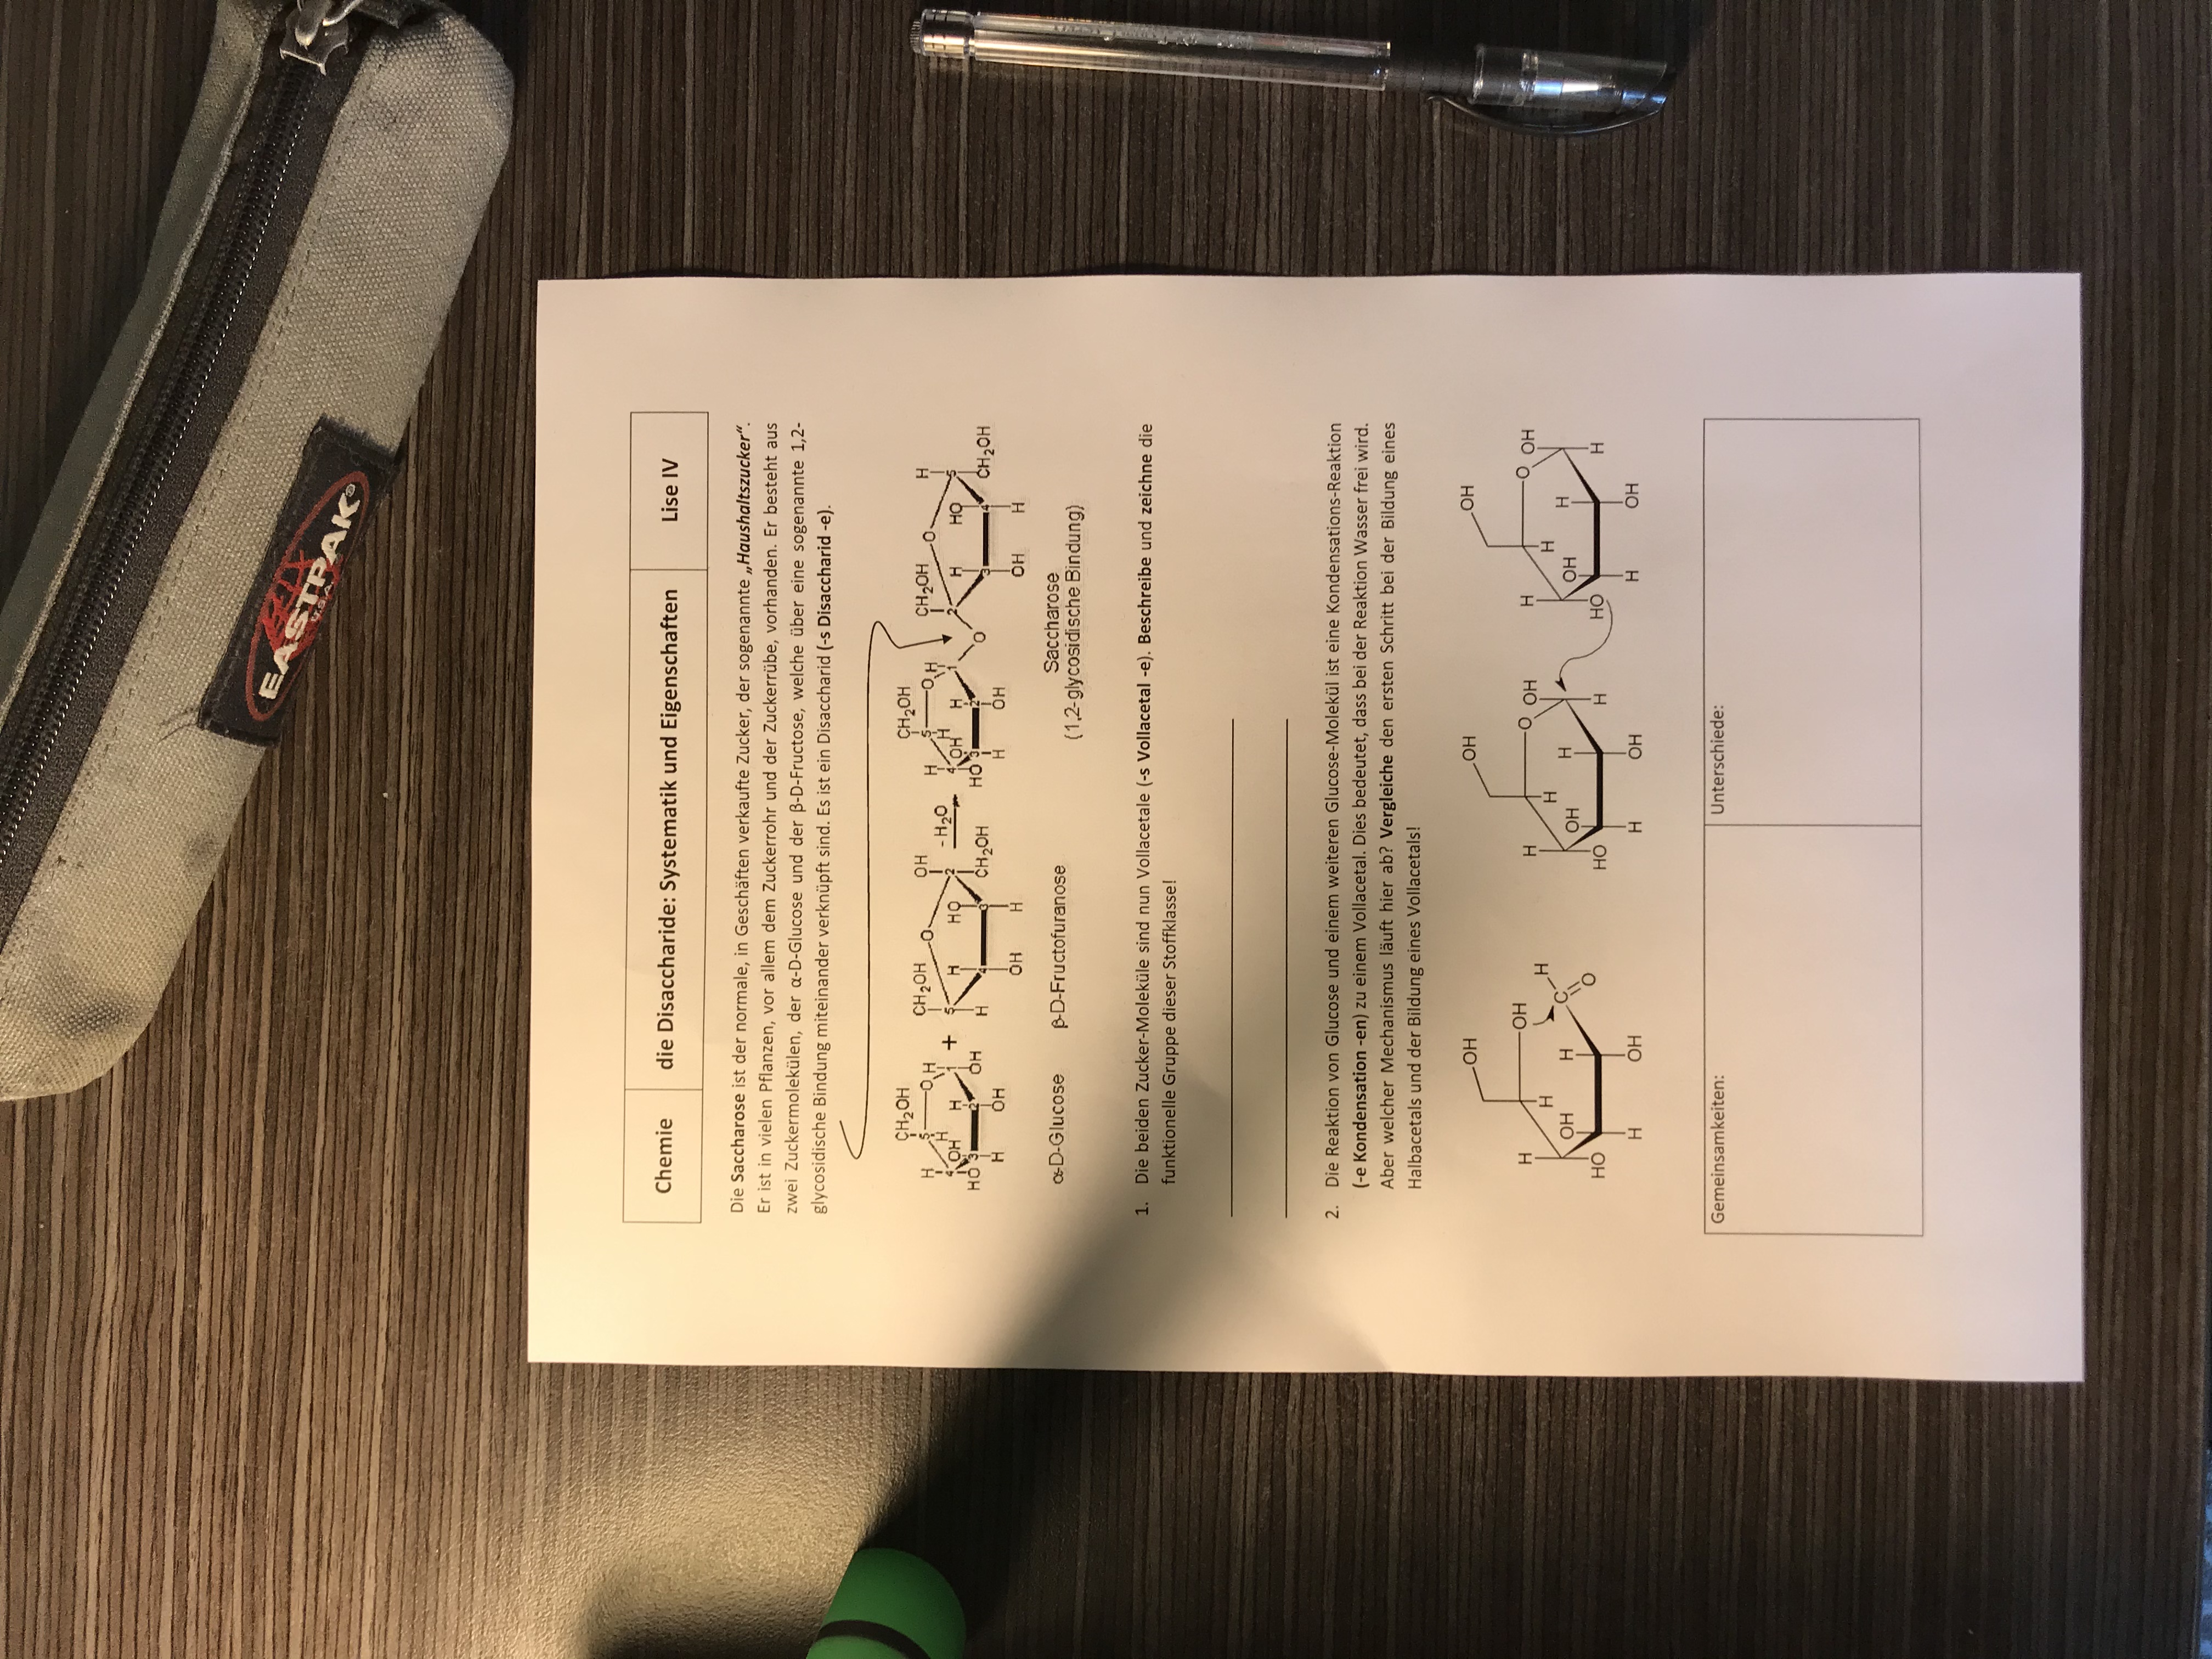 EASTPAK®
U.S.A.
Chemie
die Disaccharide: Systematik und Eigenschaften
Lise IV
Die Saccharose ist der normale, in Geschäften verkaufte Zucker, der sogenannte „Haushaltszucker“.
Er ist in vielen Pflanzen, vor allem dem Zuckerrohr und der Zuckerrübe, vorhanden. Er besteht aus
zwei Zuckermolekülen, der α-D-Glucose und der β-D-Fructose, welche über eine sogenannte 1,2-
glycosidische Bindung miteinander verknüpft sind. Es ist ein Disaccharid (-s Disaccharid -e).
CH₂OH CH₂OH
CH₂OH O OH CH₂OH O H
H 5 O H H 5 O H
4 H 1 + 5 H HO 2 -H₂O 4 H 1 2 H HO 5
OH H OH H
HO 3 2 OH H 4 3 CH₂OH HO 3 2 O 3 4 CH₂OH
H OH H OH
OH H OH H
α-D-Glucose β-D-Fructofuranose Saccharose
(1,2-glycosidische Bindung)
1. Die beiden Zucker-Moleküle sind nun Vollacetale (-s Vollacetal -e). Beschreibe und zeichne die
funktionelle Gruppe dieser Stoffklasse!
2. Die Reaktion von Glucose und einem weiteren Glucose-Molekül ist eine Kondensations-Reaktion
(-e Kondensation -en) zu einem Vollacetal. Dies bedeutet, dass bei der Reaktion Wasser frei wird.
Aber welcher Mechanismus läuft hier ab? Vergleiche den ersten Schritt bei der Bildung eines
Halbacetals und der Bildung eines Vollacetals!
OH OH OH
H OH H O OH H O OH
H C H H H
OH H O OH H OH H
HO HO H HO H
H OH H OH H OH
Gemeinsamkeiten:
Unterschiede: